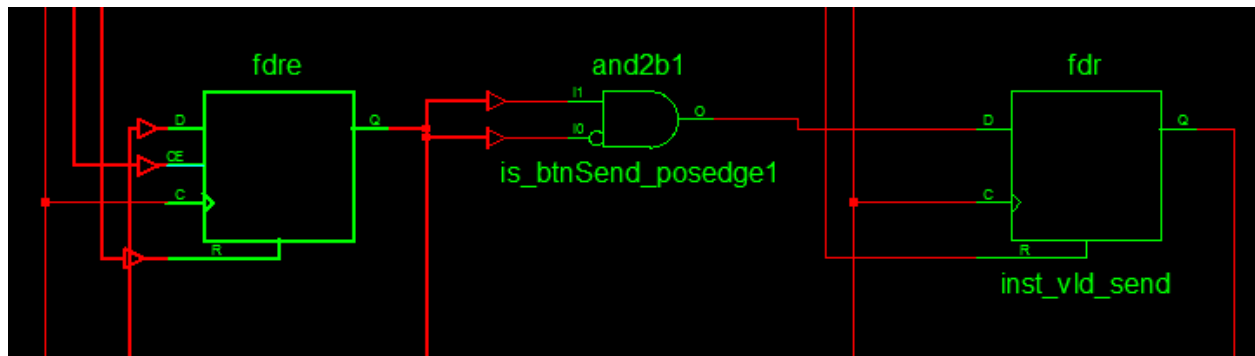 fdre
and2b1
fdr
D
CE
C
R
Q
I1
I0
O
is_btnSend_posedge1
D
C
R
Q
inst_vld_send